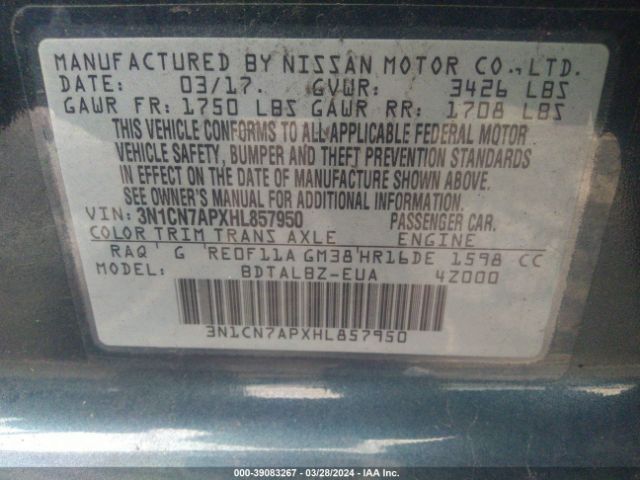 MANUFACTURED BY NISSAN MOTOR CO., LTD.
DATE: 03/17. GVWR: 3426 LBS
GAWR FR: 1750 LBS GAWR RR: 1708 LBS
THIS VEHICLE CONFORMS TO ALL APPLICABLE FEDERAL MOTOR
VEHICLE SAFETY, BUMPER AND THEFT PREVENTION STANDARDS
IN EFFECT ON THE DATE OF MANUFACTURE SHOWN ABOVE.
SEE OWNER'S MANUAL FOR ADDITIONAL INFORMATION.
VIN: 3N1CN7APXHL857950 PASSENGER CAR.
COLOR TRIM TRANS AXLE ENGINE
RAQ' G 'RE0F11A GM38'HR16DE 1598 CC
MODEL: BDTALBZ-EUA 4Z000
3N1CN7APXHL857950
000-39083267 | 03/28/2024 | IAA